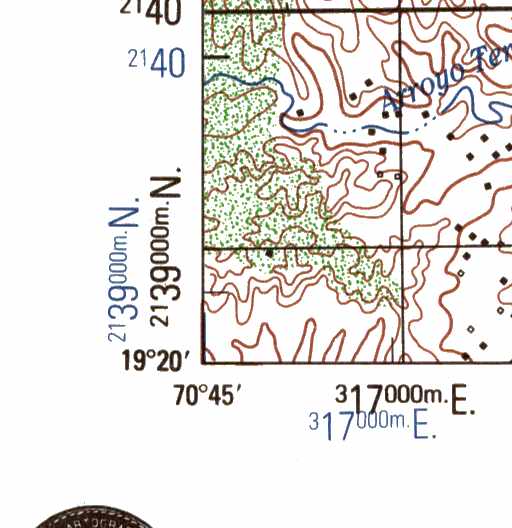 ²¹40
²¹40
Arroyo Ter
²¹39⁰⁰⁰ᵐ·N.
²¹39⁰⁰⁰ᵐ·N.
19°20'
70°45'
317⁰⁰⁰ᵐ·E.
317⁰⁰⁰ᵐ·E.